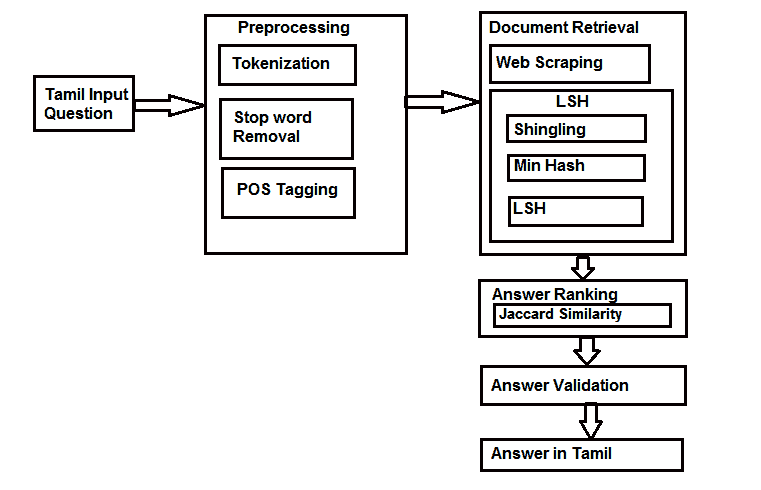 Tamil Input
Question
Preprocessing
Tokenization
Stop word
Removal
POS Tagging
Document Retrieval
Web Scraping
LSH
Shingling
Min Hash
LSH
Answer Ranking
Jaccard Similarity
Answer Validation
Answer in Tamil